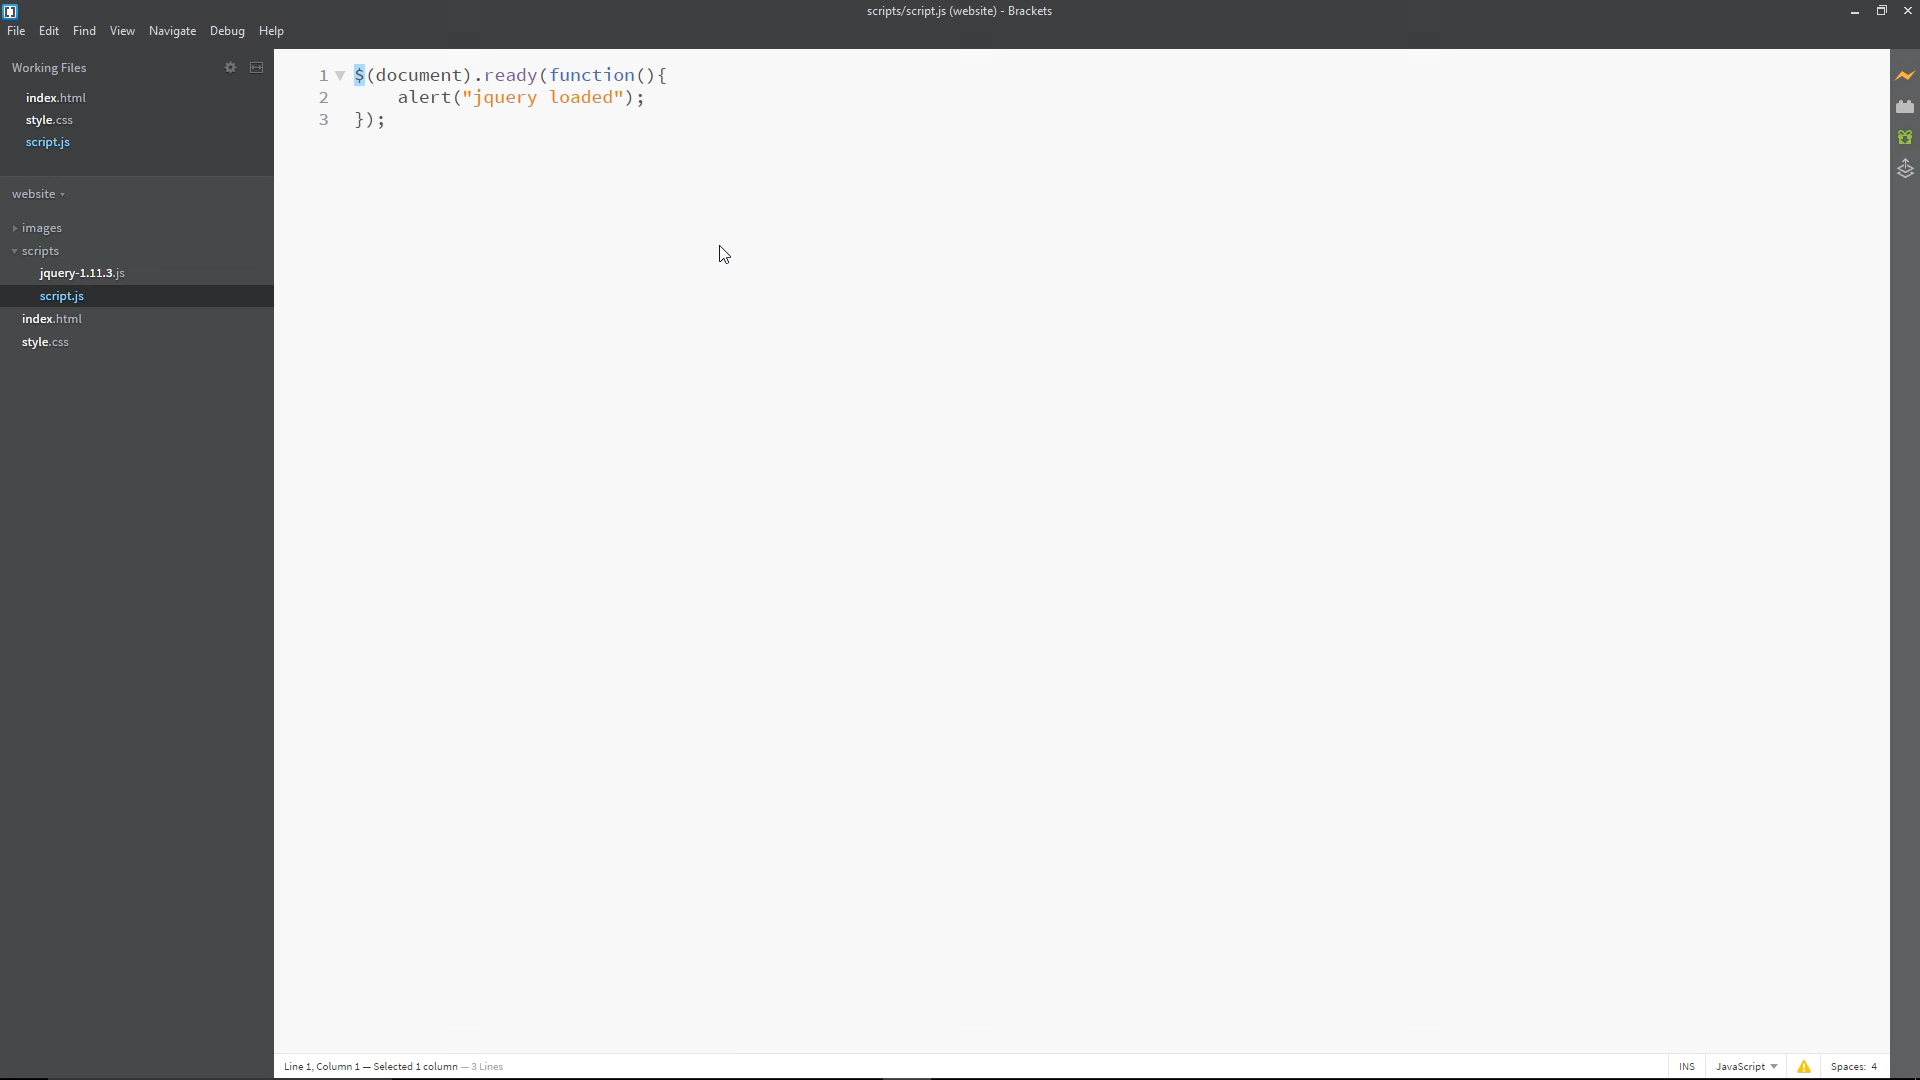 scripts/script.js (website) - Brackets
File Edit Find View Navigate Debug Help
Working Files
index.html
style.css
script.js
website
images
scripts
jquery-1.11.3.js
script.js
index.html
style.css
1 $(document).ready(function(){
2 alert("jquery loaded");
3 });
Line 1, Column 1 — Selected 1 column — 3 Lines
INS JavaScript Spaces: 4